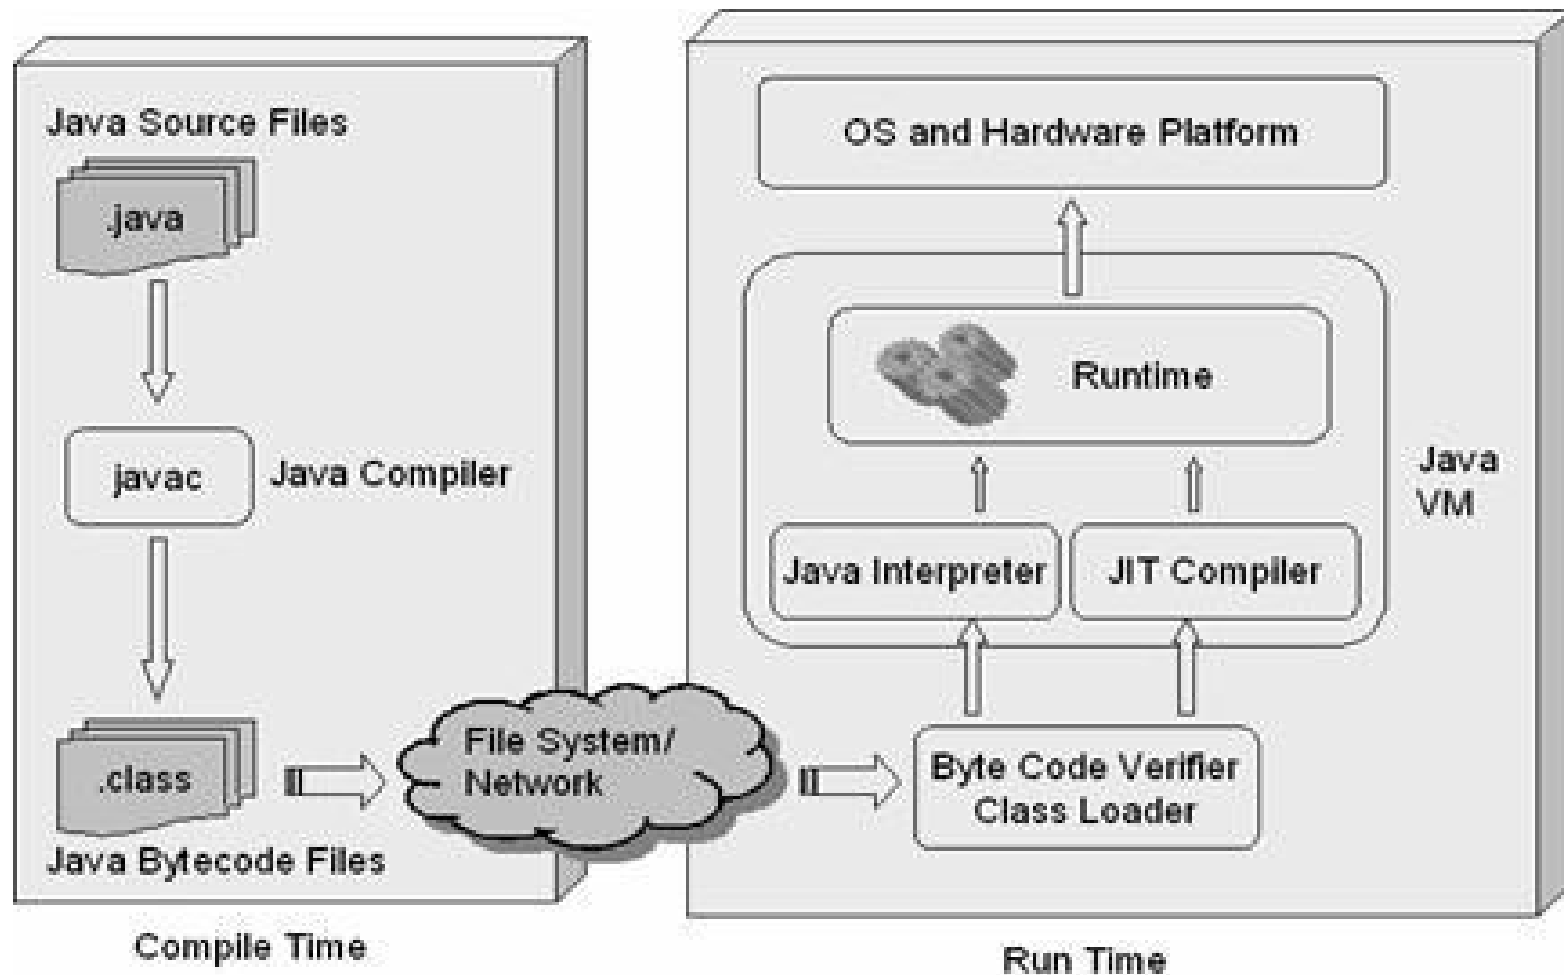 Java Source Files
.java
javac
Java Compiler
.class
Java Bytecode Files
Compile Time
File System/
Network
OS and Hardware Platform
Runtime
Java
VM
Java Interpreter
JIT Compiler
Byte Code Verifier
Class Loader
Run Time